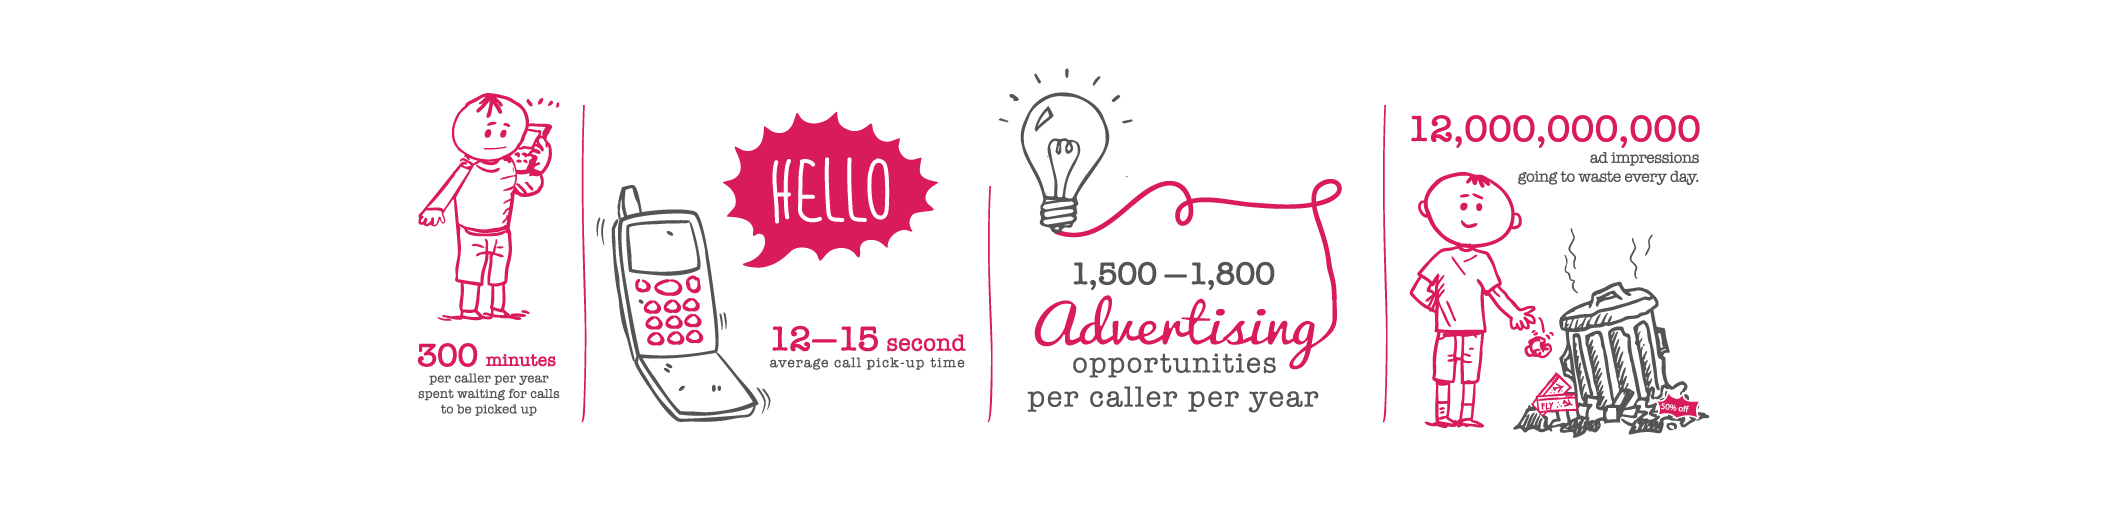 300 minutes
per caller per year
spent waiting for calls
to be picked up
HELLO
12—15 second
average call pick-up time
1,500 — 1,800
Advertising
opportunities
per caller per year
12,000,000,000
ad impressions
going to waste every day.
FLY
50% off